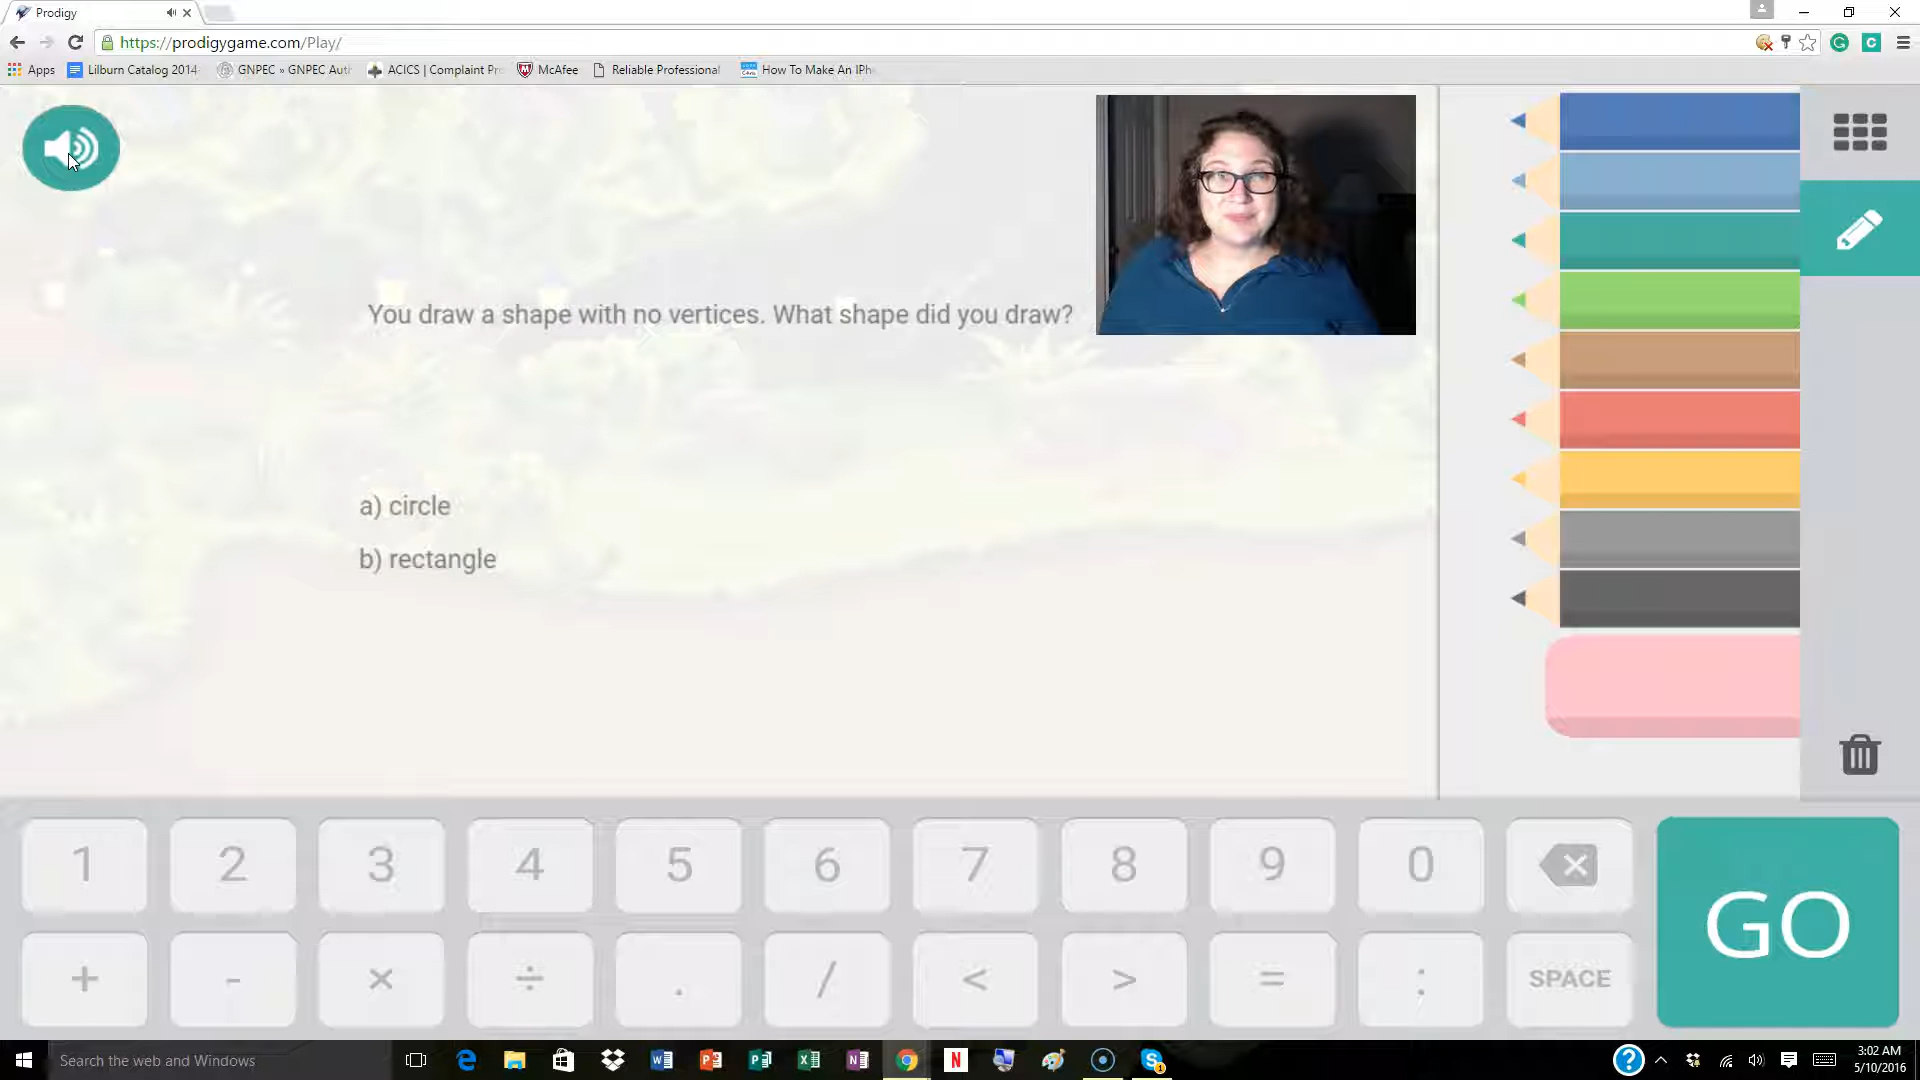 Prodigy
https://prodigygame.com/Play/
Apps Lilburn Catalog 2014 GNPEC » GNPEC Aut ACICS | Complaint Pr McAfee Reliable Professional How To Make An IPh
You draw a shape with no vertices. What shape did you draw?
a) circle
b) rectangle
1 2 3 4 5 6 7 8 9 0
+ - × ÷ . / < > = : SPACE
GO
Search the web and Windows
3:02 AM
5/10/2016